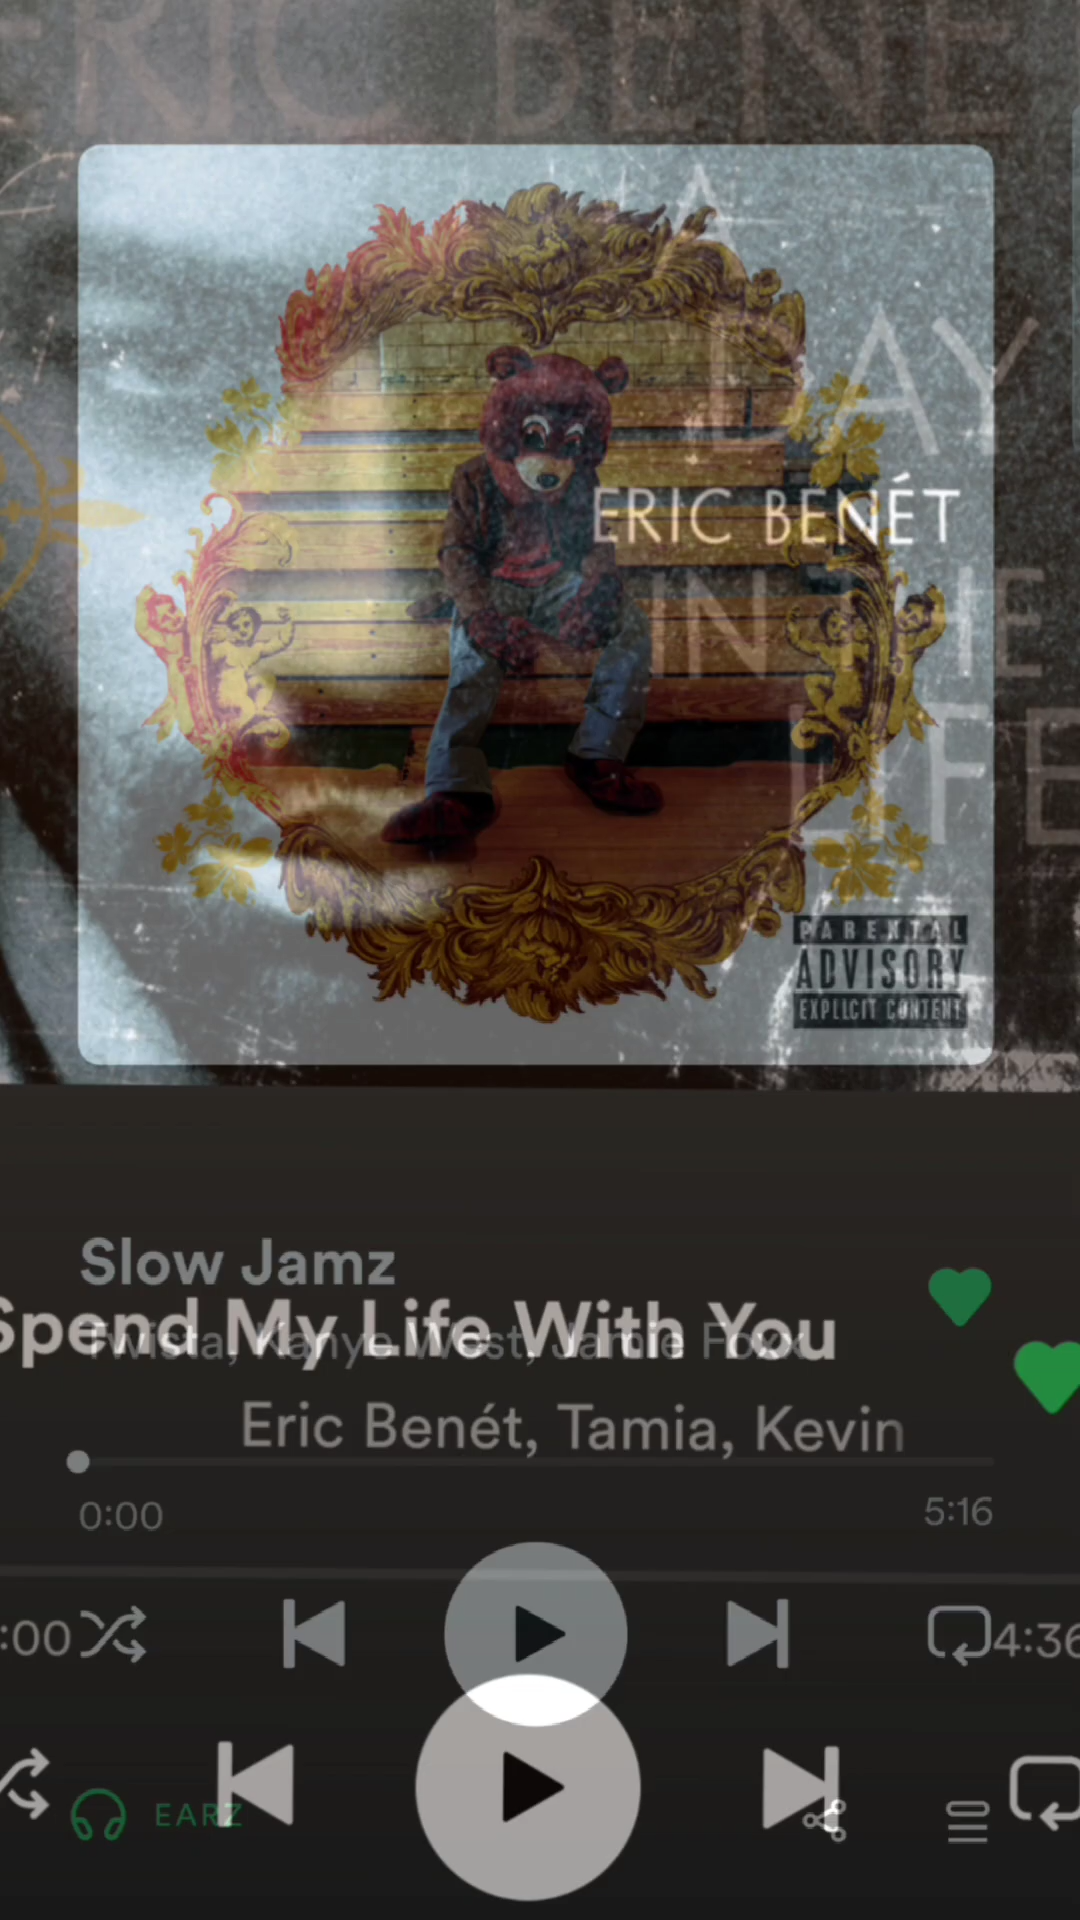 ERIC BENÉ
A
DAY
ERIC BENÉT
IN THE
LIFE
PARENTAL
ADVISORY
EXPLICIT CONTENT
Slow Jamz
Spend My Life With You
Twista, Kanye West, Jamie Foxx
Eric Benét, Tamia, Kevin
0:00
5:16
:00
4:36
EARZ